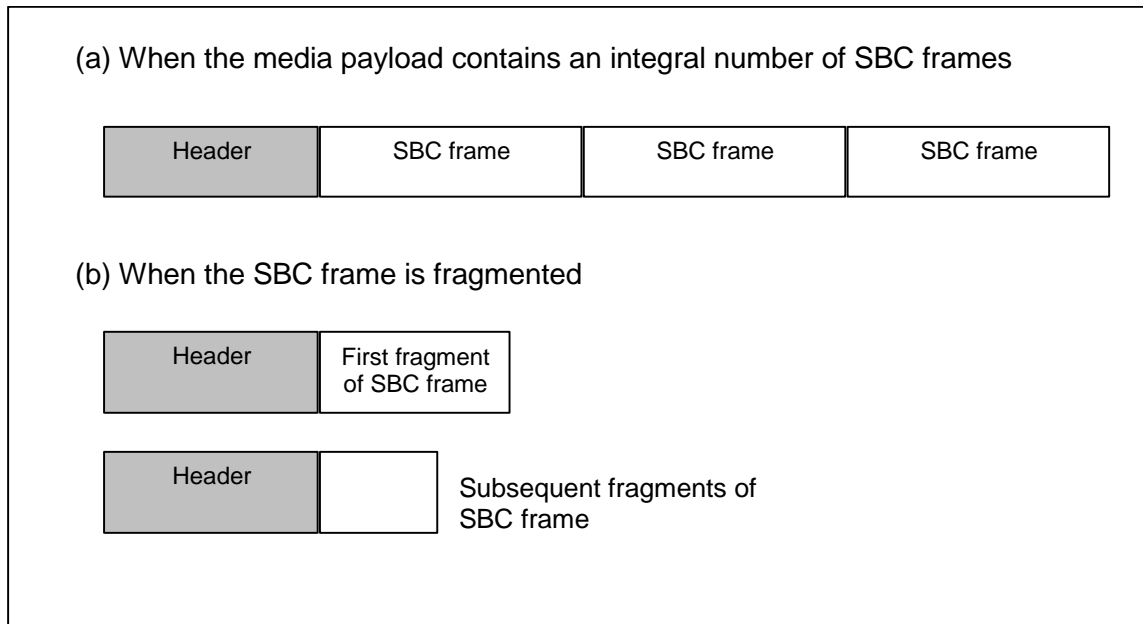 (a) When the media payload contains an integral number of SBC frames
Header
SBC frame
SBC frame
SBC frame
(b) When the SBC frame is fragmented
Header
First fragment
of SBC frame
Header
Subsequent fragments of
SBC frame